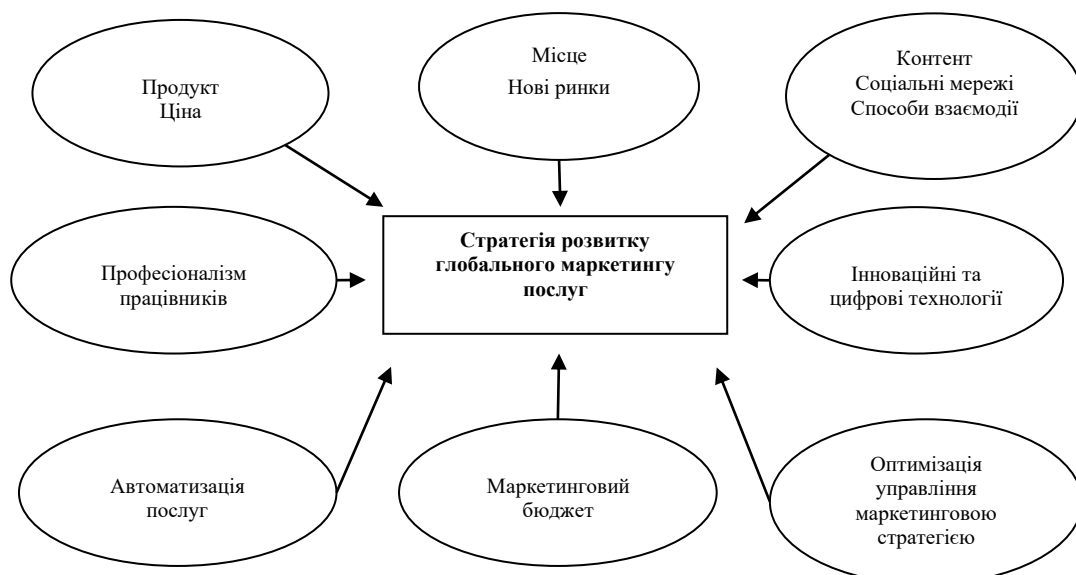 Продукт
Ціна
Місце
Нові ринки
Контент
Соціальні мережі
Способи взаємодії
Стратегія розвитку
глобального маркетингу
послуг
Професіоналізм
працівників
Інноваційні та
цифрові технології
Автоматизація
послуг
Маркетинговий
бюджет
Оптимізація
управління
маркетинговою
стратегією